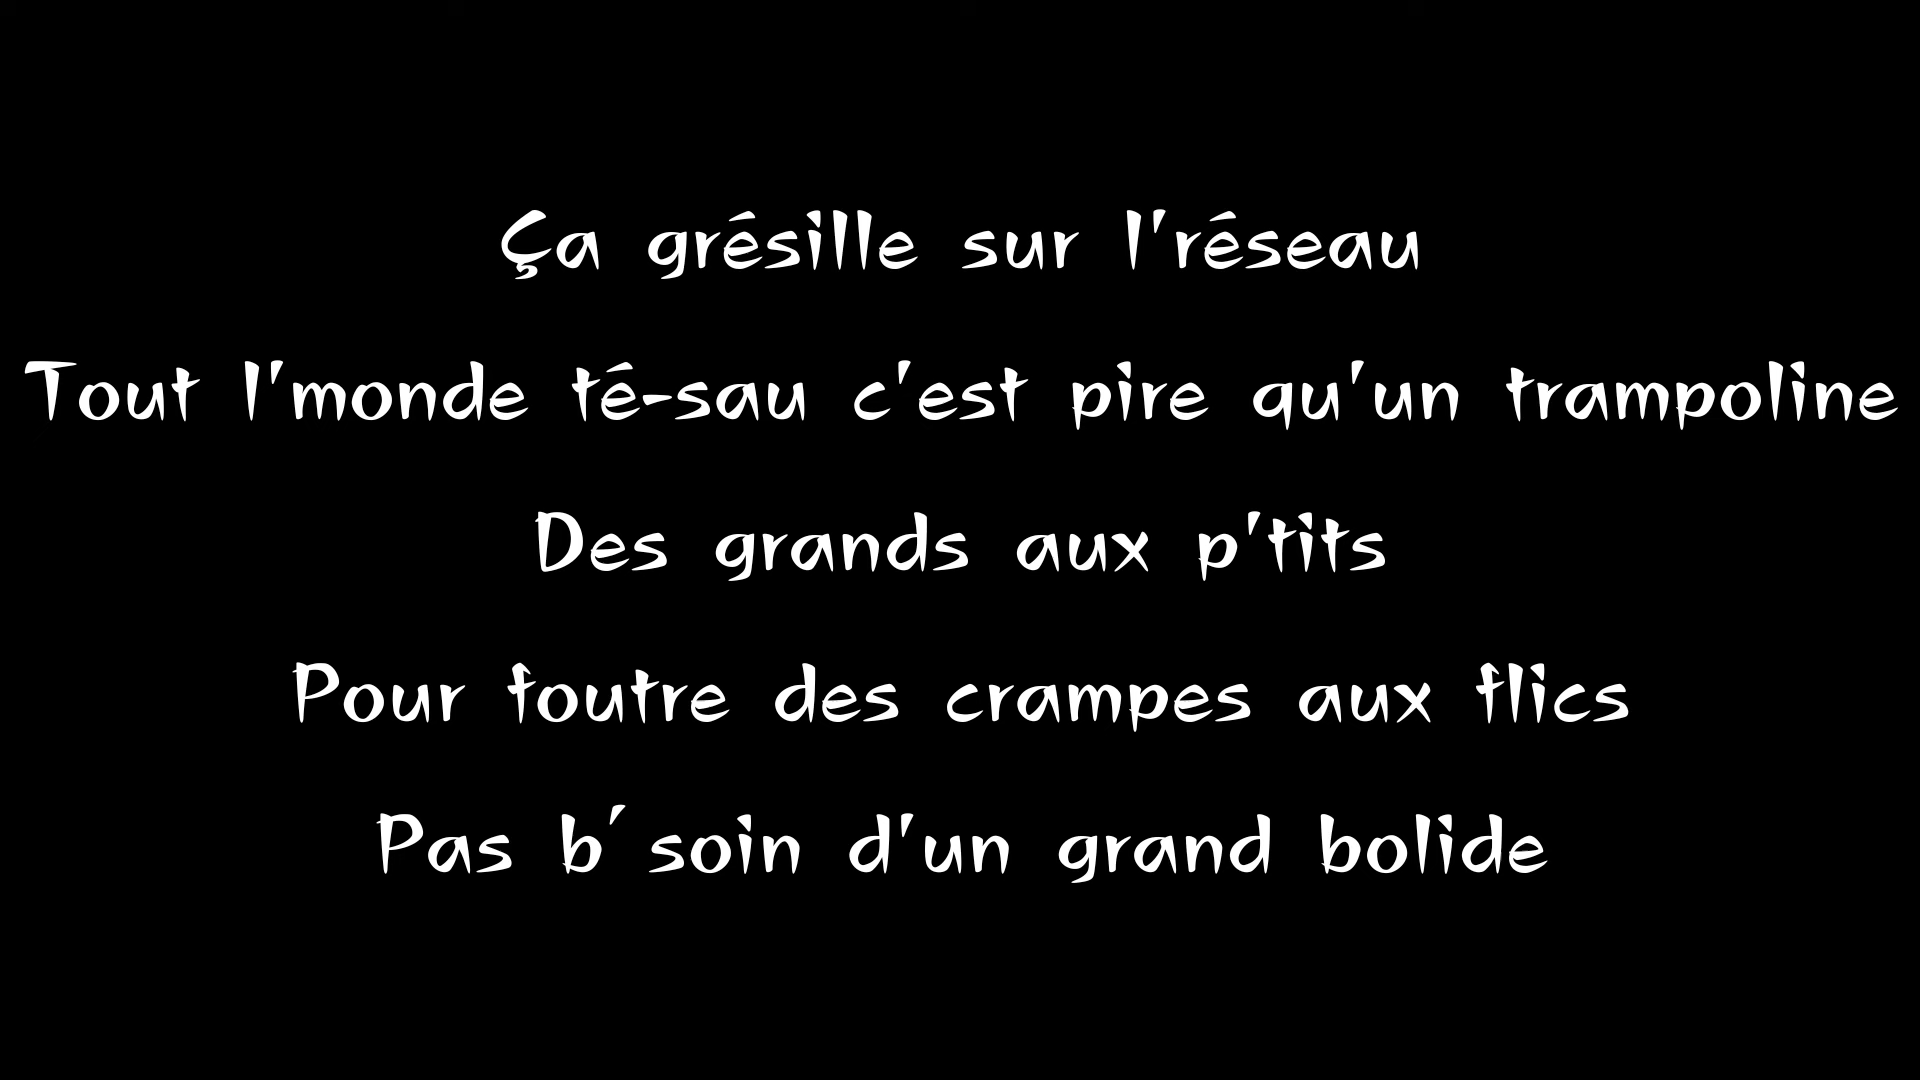 Ça grésille sur l'réseau
Tout l'monde té-sau c'est pire qu'un trampoline
Des grands aux p'tits
Pour foutre des crampes aux flics
Pas b´soin d'un grand bolide